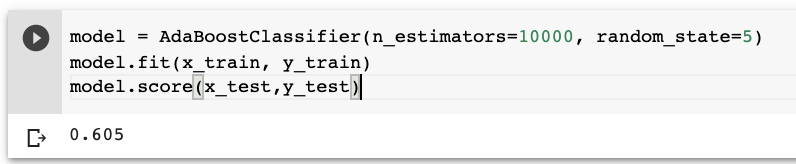 model = AdaBoostClassifier(n_estimators=10000, random_state=5)
model.fit(x_train, y_train)
model.score(x_test,y_test)
0.605